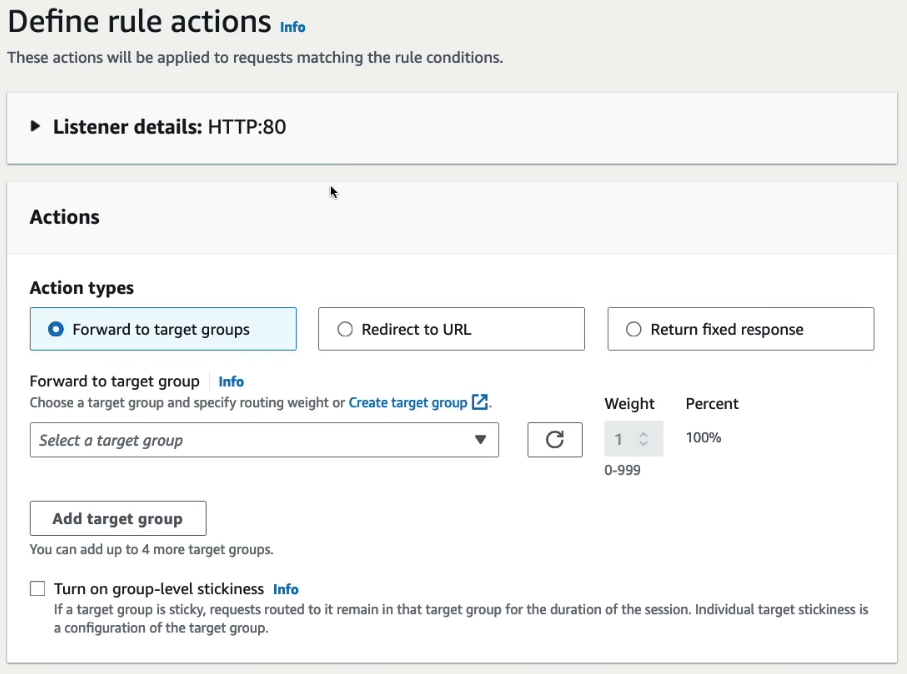 Define rule actions Info
These actions will be applied to requests matching the rule conditions.
Listener details: HTTP:80
Actions
Action types
Forward to target groups
Redirect to URL
Return fixed response
Forward to target group Info
Choose a target group and specify routing weight or Create target group.
Weight Percent
Select a target group
1
100%
0-999
Add target group
You can add up to 4 more target groups.
Turn on group-level stickiness Info
If a target group is sticky, requests routed to it remain in that target group for the duration of the session. Individual target stickiness is
a configuration of the target group.